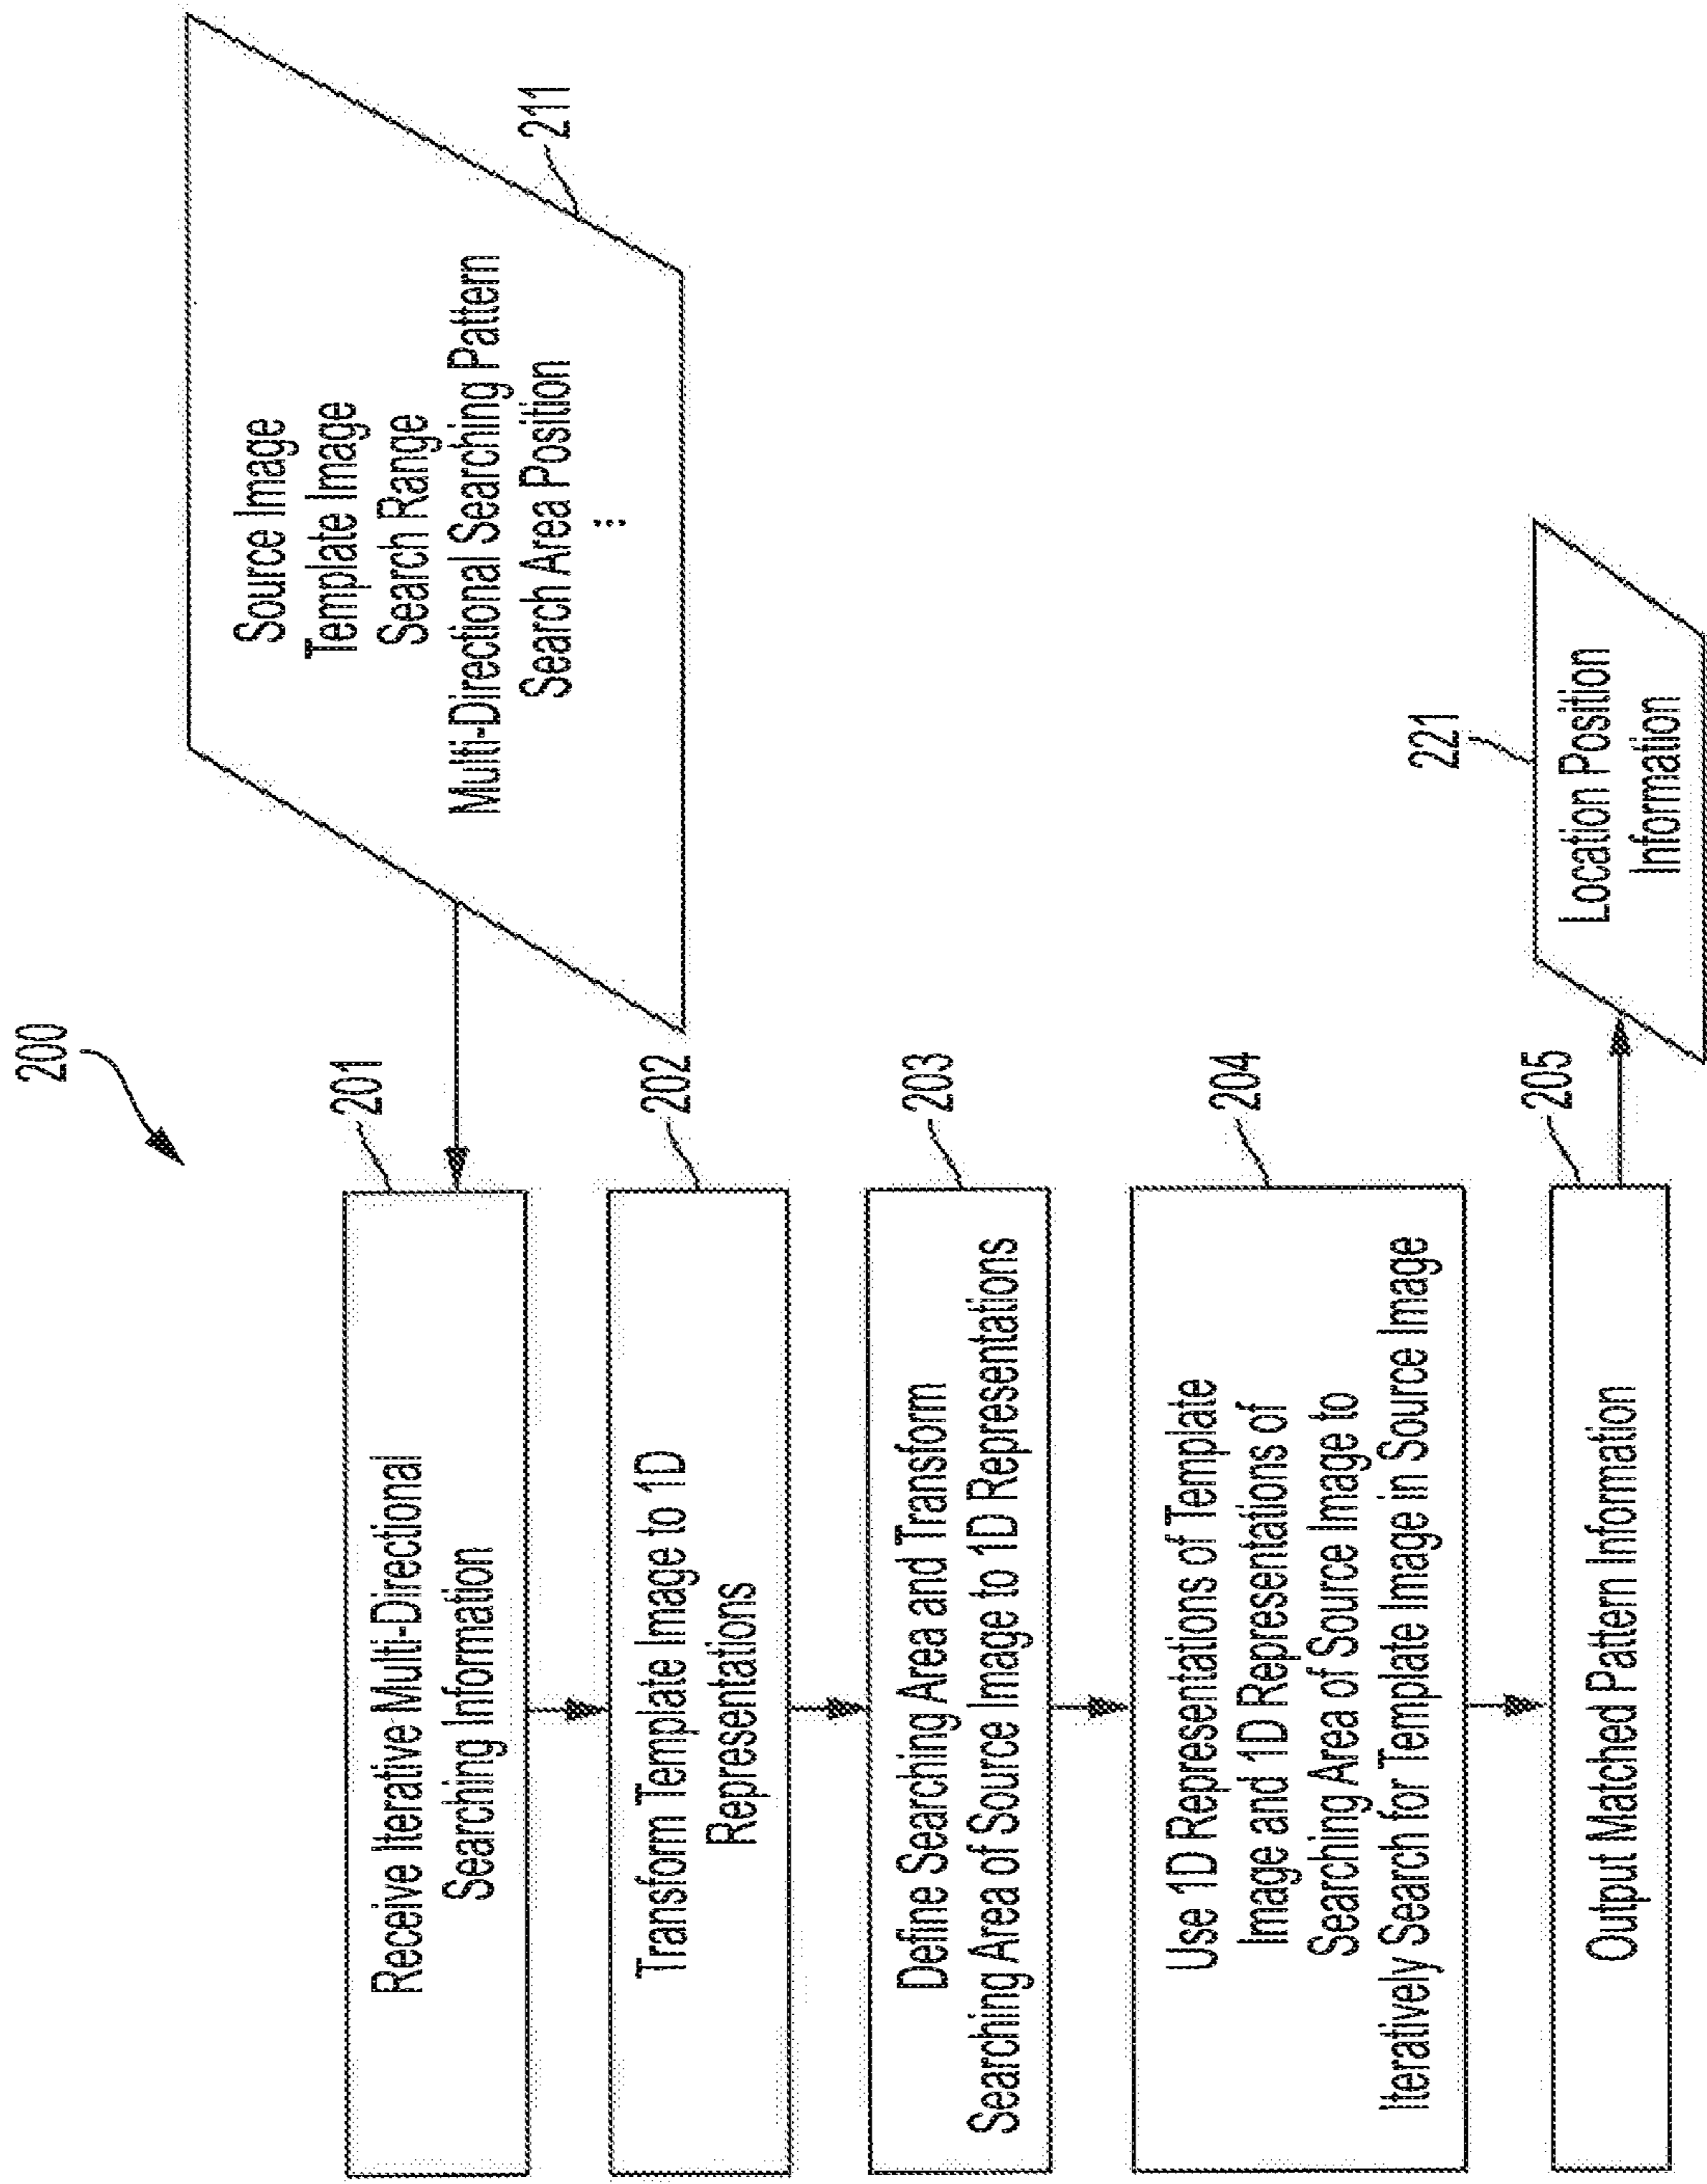 200
201
Receive Iterative Multi-Directional
Searching Information
Source Image
Template Image
Search Range
Multi-Directional Searching Pattern
Search Area Position
⋮
211
202
Transform Template Image to 1D
Representations
203
Define Searching Area and Transform
Searching Area of Source Image to 1D Representations
204
Use 1D Representations of Template
Image and 1D Representations of
Searching Area of Source Image to
Iteratively Search for Template Image in Source Image
205
Output Matched Pattern Information
221
Location Position
Information